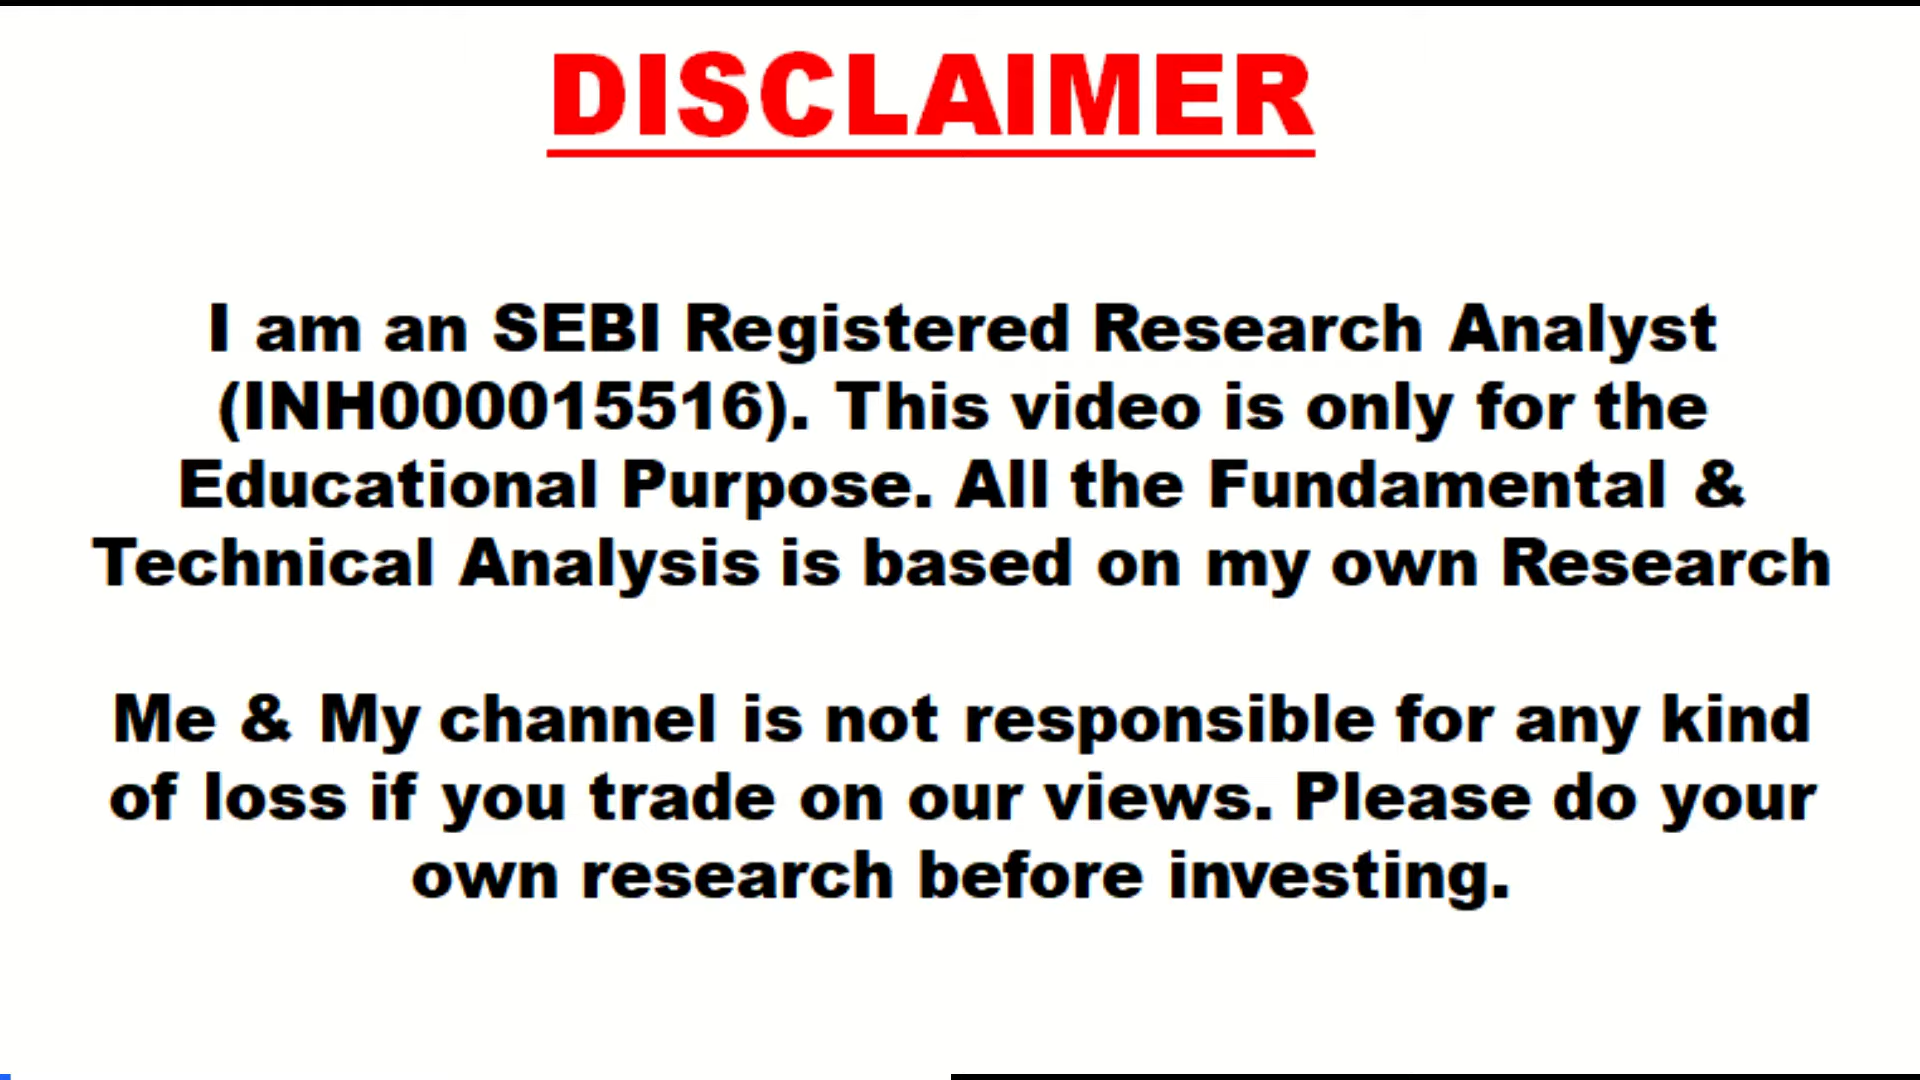 DISCLAIMER
I am an SEBI Registered Research Analyst
(INH000015516). This video is only for the
Educational Purpose. All the Fundamental &
Technical Analysis is based on my own Research
Me & My channel is not responsible for any kind
of loss if you trade on our views. Please do your
own research before investing.